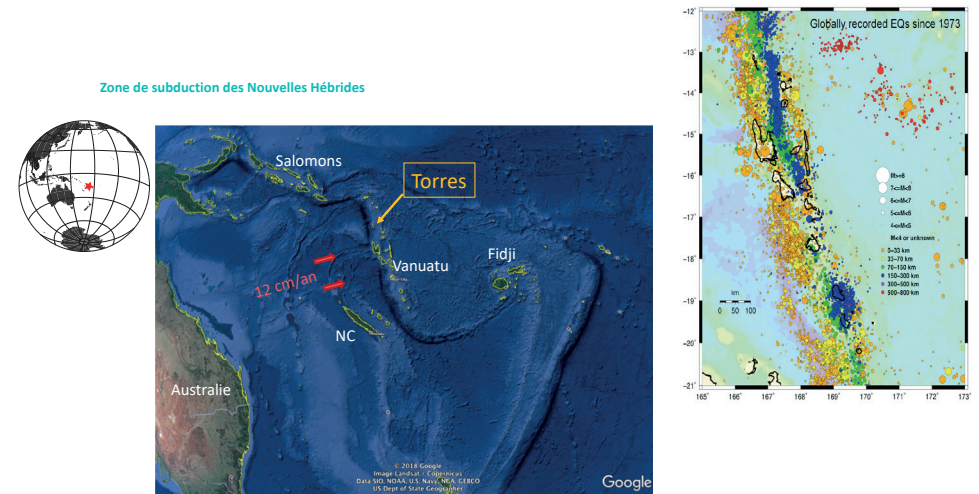 Zone de subduction des Nouvelles Hébrides
Salomons
Torres
Vanuatu
Fidji
12 cm/an
NC
Australie
© 2018 Google
Image Landsat / Copernicus
Data SIO, NOAA, U.S. Navy, NGA, GEBCO
US Dept of State Geographer
Google
Globally recorded EQs since 1973
-12°
-13°
-14°
-15°
-16°
-17°
-18°
-19°
-20°
-21°
M>=8
7<=M<8
6<=M<7
5<=M<6
4<=M<5
M<4 or unknown
0-33 km
33-70 km
70-150 km
150-300 km
300-500 km
500-800 km
km
0 50 100
165° 166° 167° 168° 169° 170° 171° 172° 173°